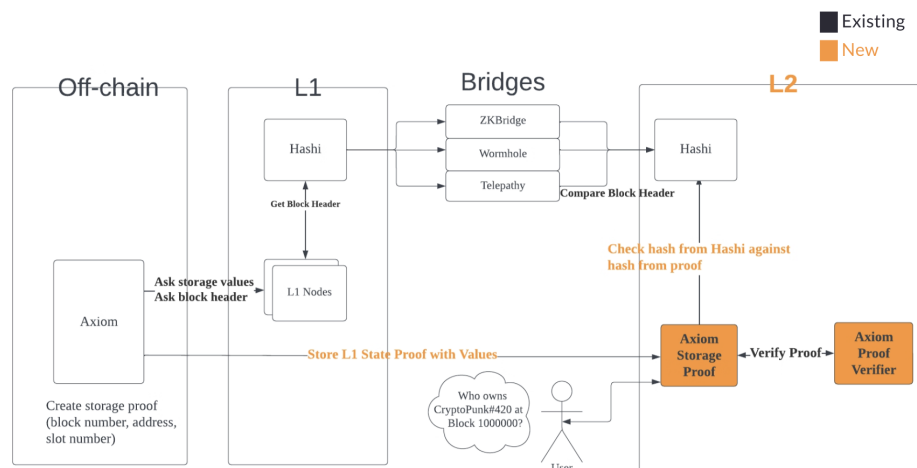 Existing
New
Off-chain
L1
Bridges
L2
Hashi
ZKBridge
Wormhole
Telepathy
Hashi
Compare Block Header
Get Block Header
Check hash from Hashi against
hash from proof
Ask storage values
Ask block header
L1 Nodes
Axiom
Store L1 State Proof with Values
Axiom
Storage
Proof
Verify Proof
Axiom
Proof
Verifier
Create storage proof
(block number, address,
slot number)
Who owns
CryptoPunk#420 at
Block 1000000?
User